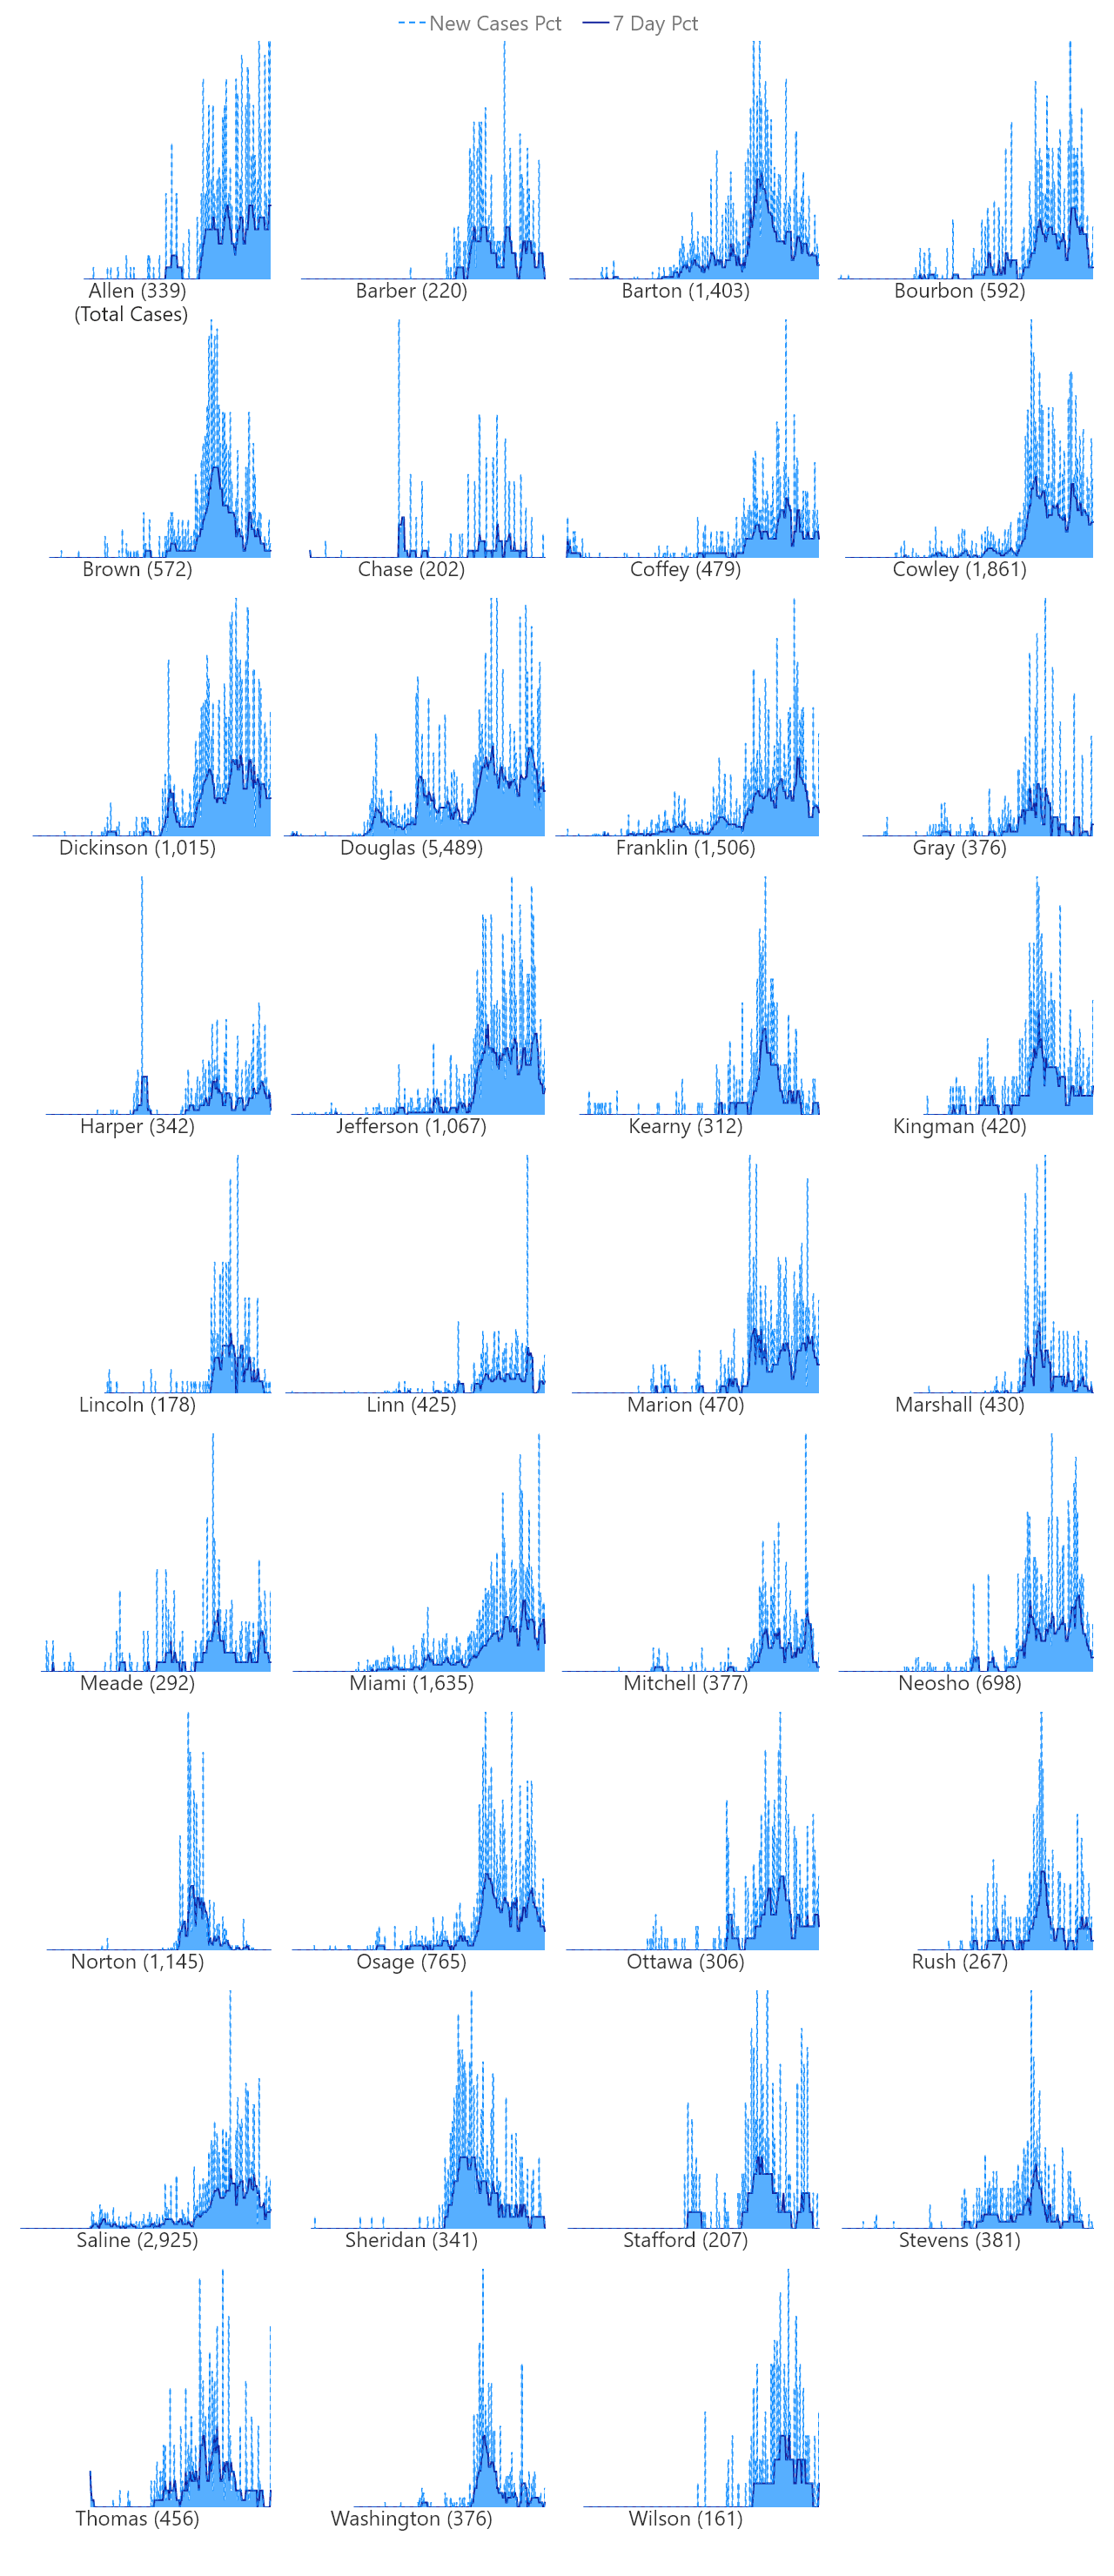 New Cases Pct 7 Day Pct
Allen (339) Barber (220) Barton (1,403) Bourbon (592)
(Total Cases)
Brown (572) Chase (202) Coffey (479) Cowley (1,861)
Dickinson (1,015) Douglas (5,489) Franklin (1,506) Gray (376)
Harper (342) Jefferson (1,067) Kearny (312) Kingman (420)
Lincoln (178) Linn (425) Marion (470) Marshall (430)
Meade (292) Miami (1,635) Mitchell (377) Neosho (698)
Norton (1,145) Osage (765) Ottawa (306) Rush (267)
Saline (2,925) Sheridan (341) Stafford (207) Stevens (381)
Thomas (456) Washington (376) Wilson (161)